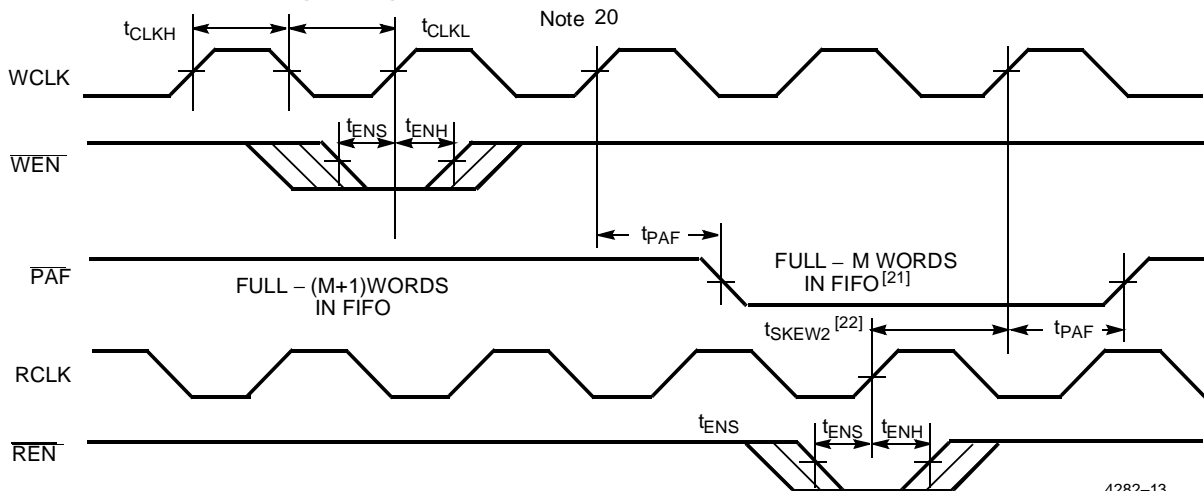 Note 20
tCLKH
tCLKL
WCLK
tENS
tENH
WEN
tPAF
PAF
FULL – (M+1)WORDS
IN FIFO
FULL – M WORDS
IN FIFO[21]
tSKEW2[22]
tPAF
RCLK
tENS
tENS
tENH
REN
4282–13